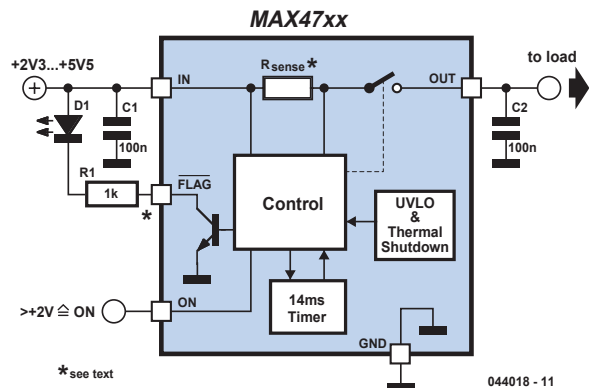 MAX47xx
+2V3...+5V5
to load
IN
Rsense*
OUT
D1
C1
100n
C2
100n
R1
1k
*
FLAG
Control
UVLO
&
Thermal
Shutdown
>+2V ≙ ON
ON
14ms
Timer
GND
*see text
044018 - 11